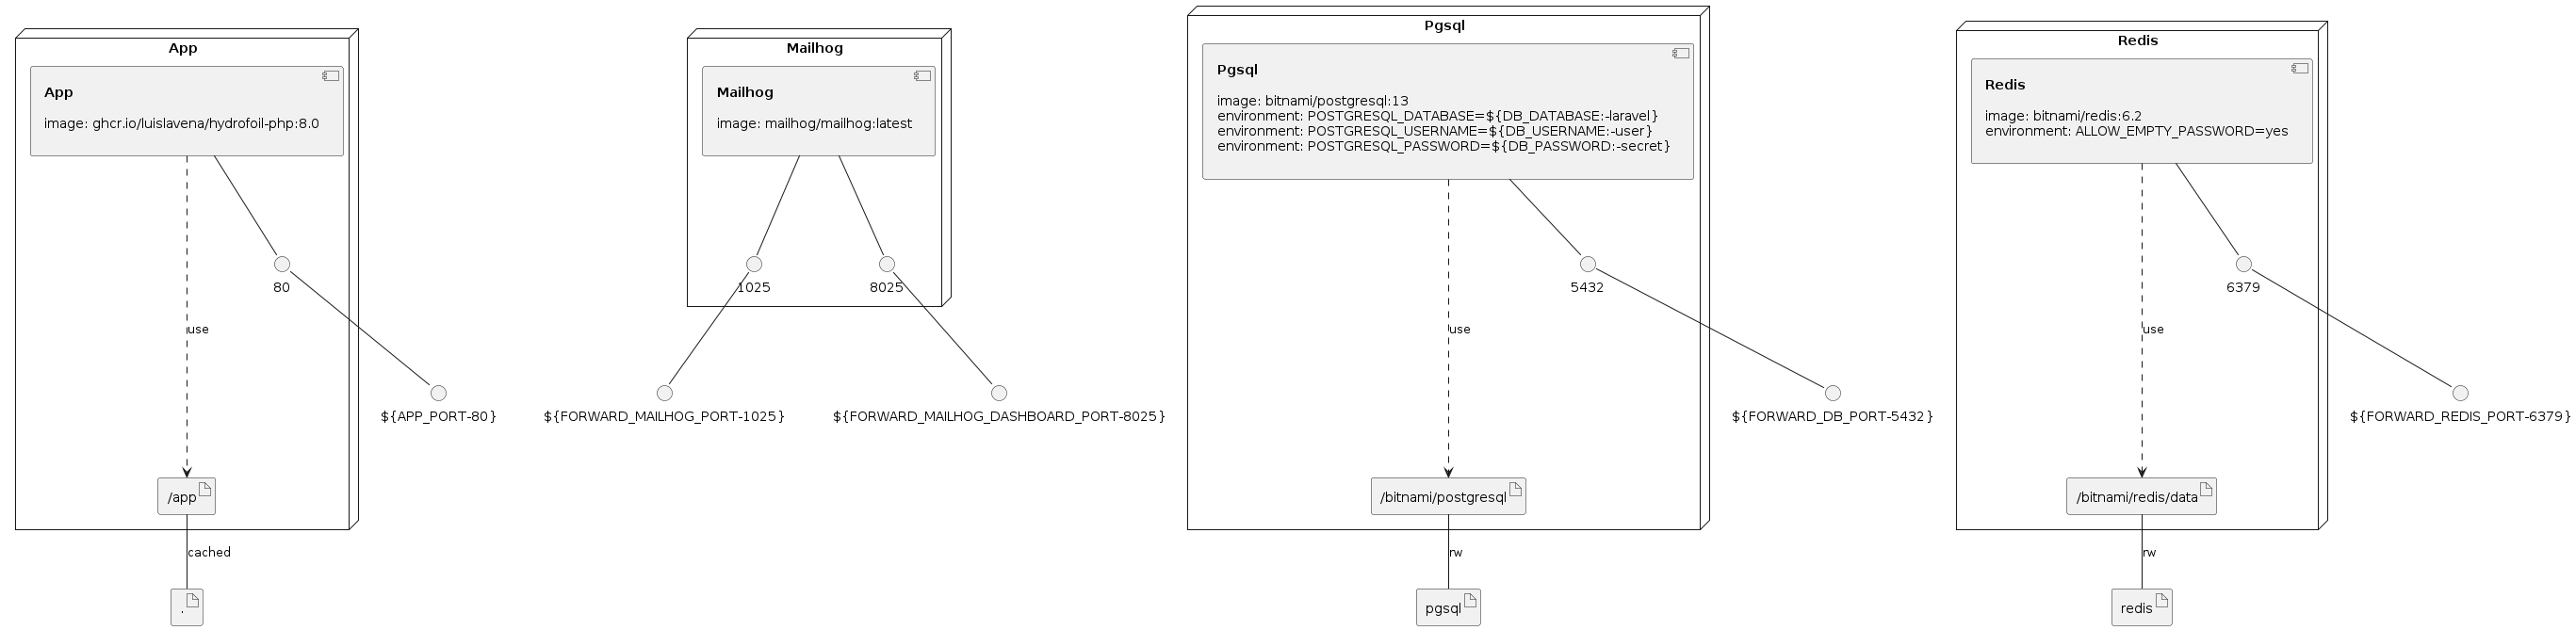 App
App
image: ghcr.io/luislavena/hydrofoil-php:8.0
80
use
${APP_PORT-80}
/app
cached
.
Mailhog
Mailhog
image: mailhog/mailhog:latest
1025
8025
${FORWARD_MAILHOG_PORT-1025}
${FORWARD_MAILHOG_DASHBOARD_PORT-8025}
Pgsql
Pgsql
image: bitnami/postgresql:13
environment: POSTGRESQL_DATABASE=${DB_DATABASE:-laravel}
environment: POSTGRESQL_USERNAME=${DB_USERNAME:-user}
environment: POSTGRESQL_PASSWORD=${DB_PASSWORD:-secret}
5432
use
${FORWARD_DB_PORT-5432}
/bitnami/postgresql
rw
pgsql
Redis
Redis
image: bitnami/redis:6.2
environment: ALLOW_EMPTY_PASSWORD=yes
6379
use
${FORWARD_REDIS_PORT-6379}
/bitnami/redis/data
rw
redis